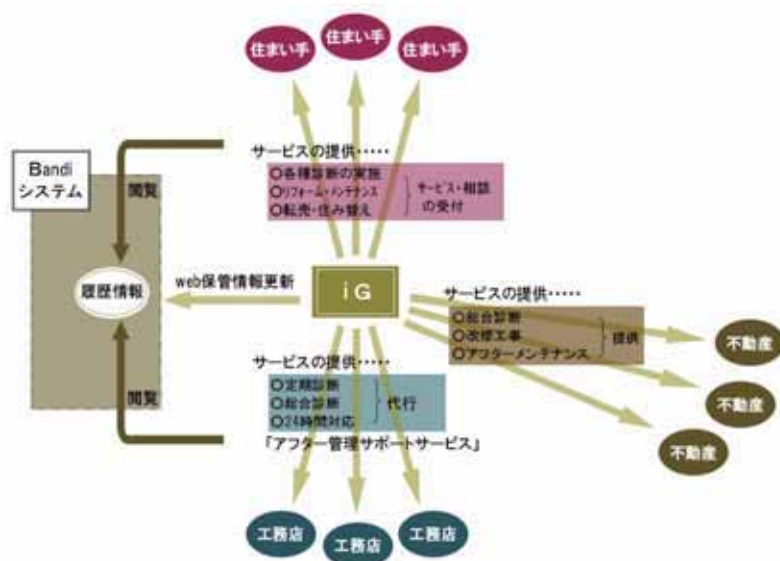 住まい手
住まい手
住まい手
サービスの提供・・・・・
○各種診断の実施
○リフォーム・メンテナンス
○転売・住み替え
サービス・相談
の受付
Bandi
システム
閲覧
履歴情報
web保管情報更新
iG
サービスの提供・・・・・
○総合診断
○改修工事
○アフターメンテナンス
提供
不動産
不動産
不動産
サービスの提供・・・・・
○定期診断
○総合診断
○24時間対応
代行
閲覧
「アフター管理サポートサービス」
工務店
工務店
工務店